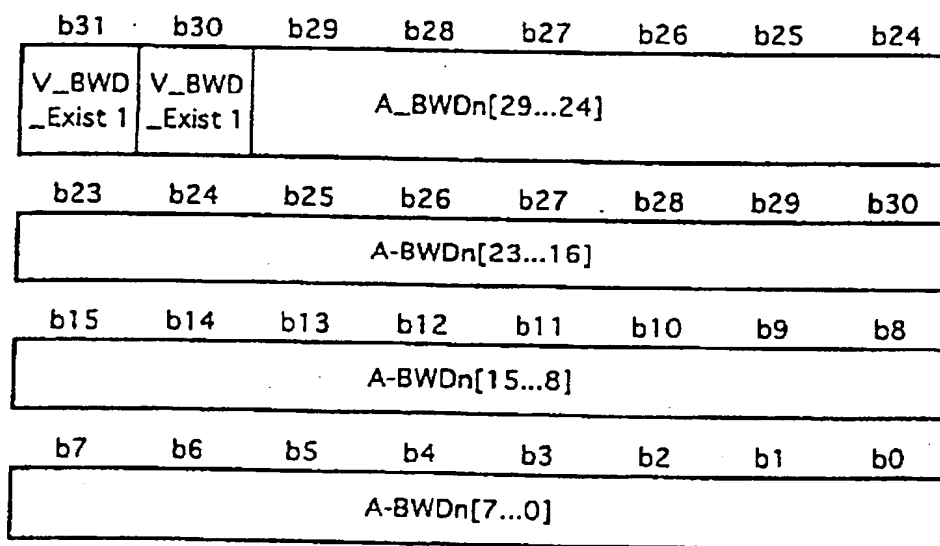 b31 b30 b29 b28 b27 b26 b25 b24
V_BWD V_BWD
_Exist 1 _Exist 1
A_BWDn[29...24]
b23 b24 b25 b26 b27 b28 b29 b30
A-BWDn[23...16]
b15 b14 b13 b12 b11 b10 b9 b8
A-BWDn[15...8]
b7 b6 b5 b4 b3 b2 b1 b0
A-BWDn[7...0]